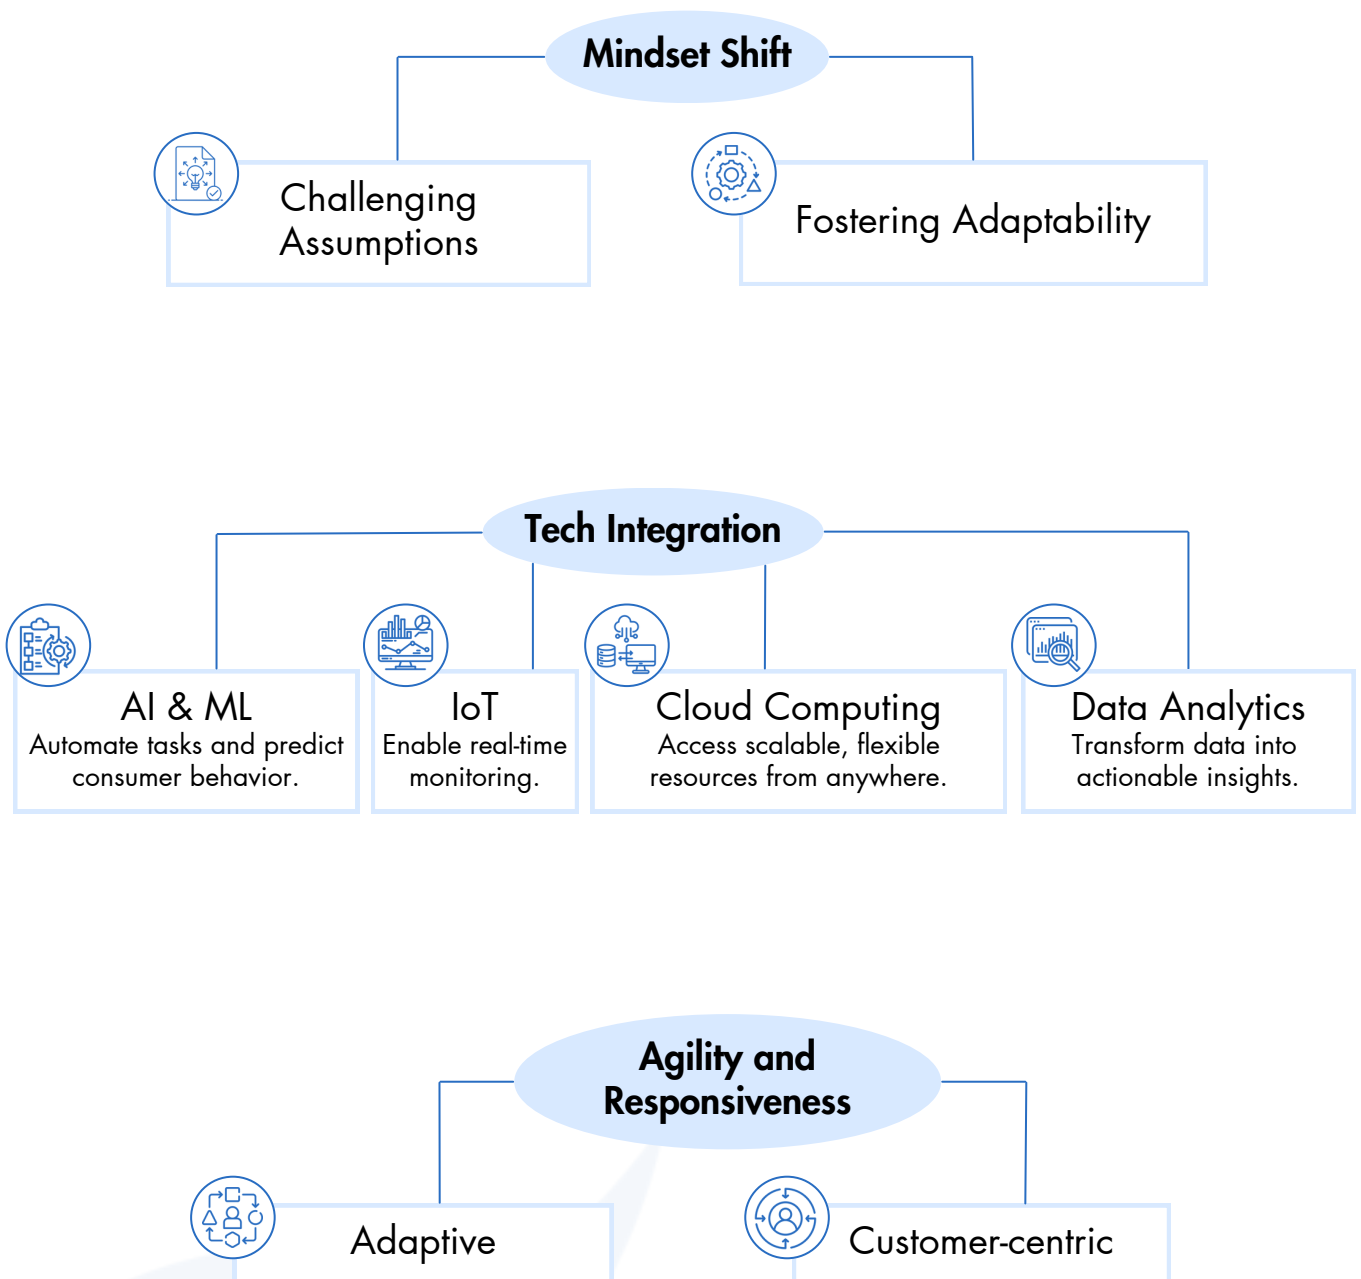 Mindset Shift
Challenging
Assumptions
Fostering Adaptability
Tech Integration
AI & ML
Automate tasks and predict
consumer behavior.
IoT
Enable real-time
monitoring.
Cloud Computing
Access scalable, flexible
resources from anywhere.
Data Analytics
Transform data into
actionable insights.
Agility and
Responsiveness
Adaptive
Customer-centric